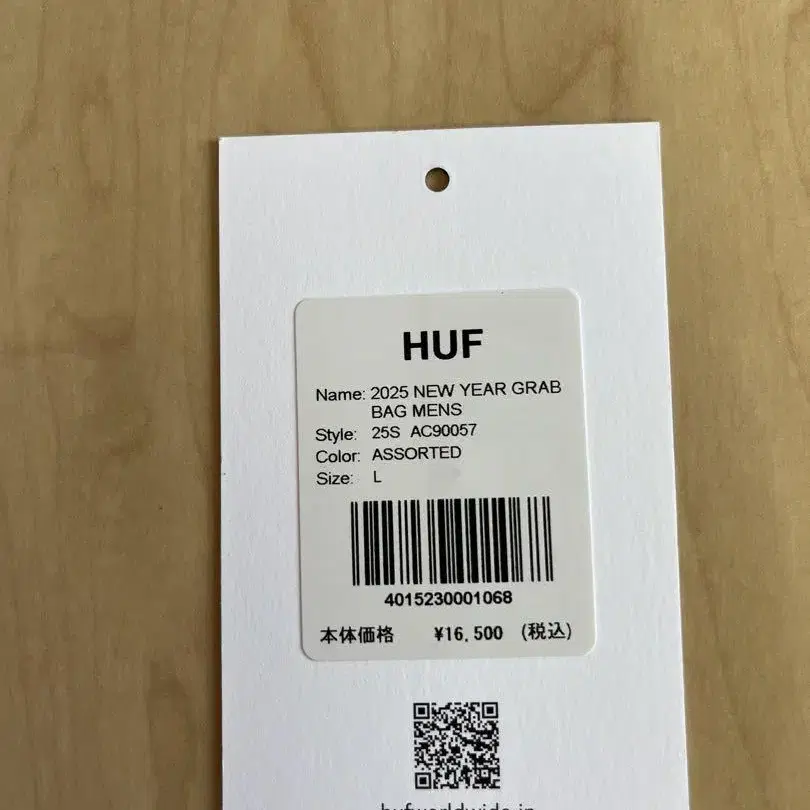 HUF
Name: 2025 NEW YEAR GRAB
BAG MENS
Style: 25S AC90057
Color: ASSORTED
Size: L
4015230001068
本体価格 ¥16,500 (税込)